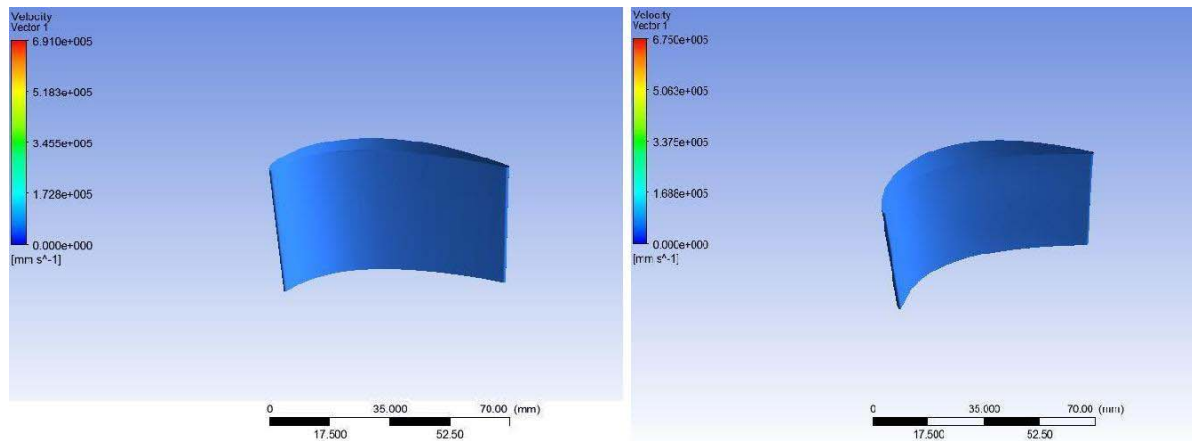 Velocity
Vector 1
6.910e+005
5.183e+005
3.455e+005
1.728e+005
0.000e+000
[mm s^-1]
0 35.000 70.00 (mm)
17.500 52.50
Velocity
Vector 1
6.750e+005
5.063e+005
3.375e+005
1.688e+005
0.000e+000
[mm s^-1]
0 35.000 70.00 (mm)
17.500 52.50